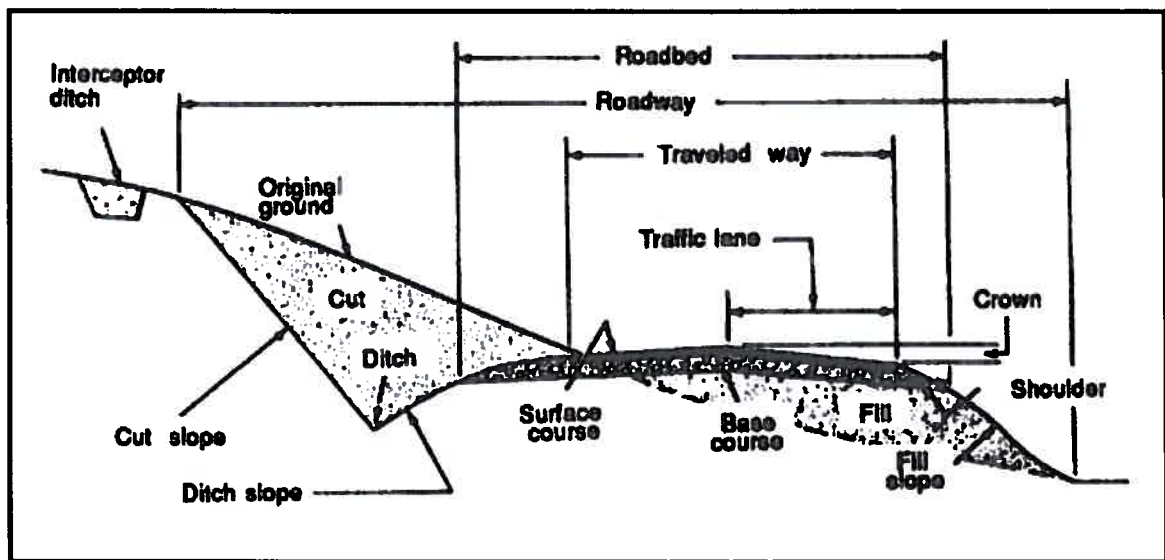 Roadbed
Interceptor
ditch
Roadway
Traveled way
Original
ground
Traffic lane
Crown
Cut
Ditch
Shoulder
Surface
course
Base
course
Fill
Cut slope
Fill
slope
Ditch slope